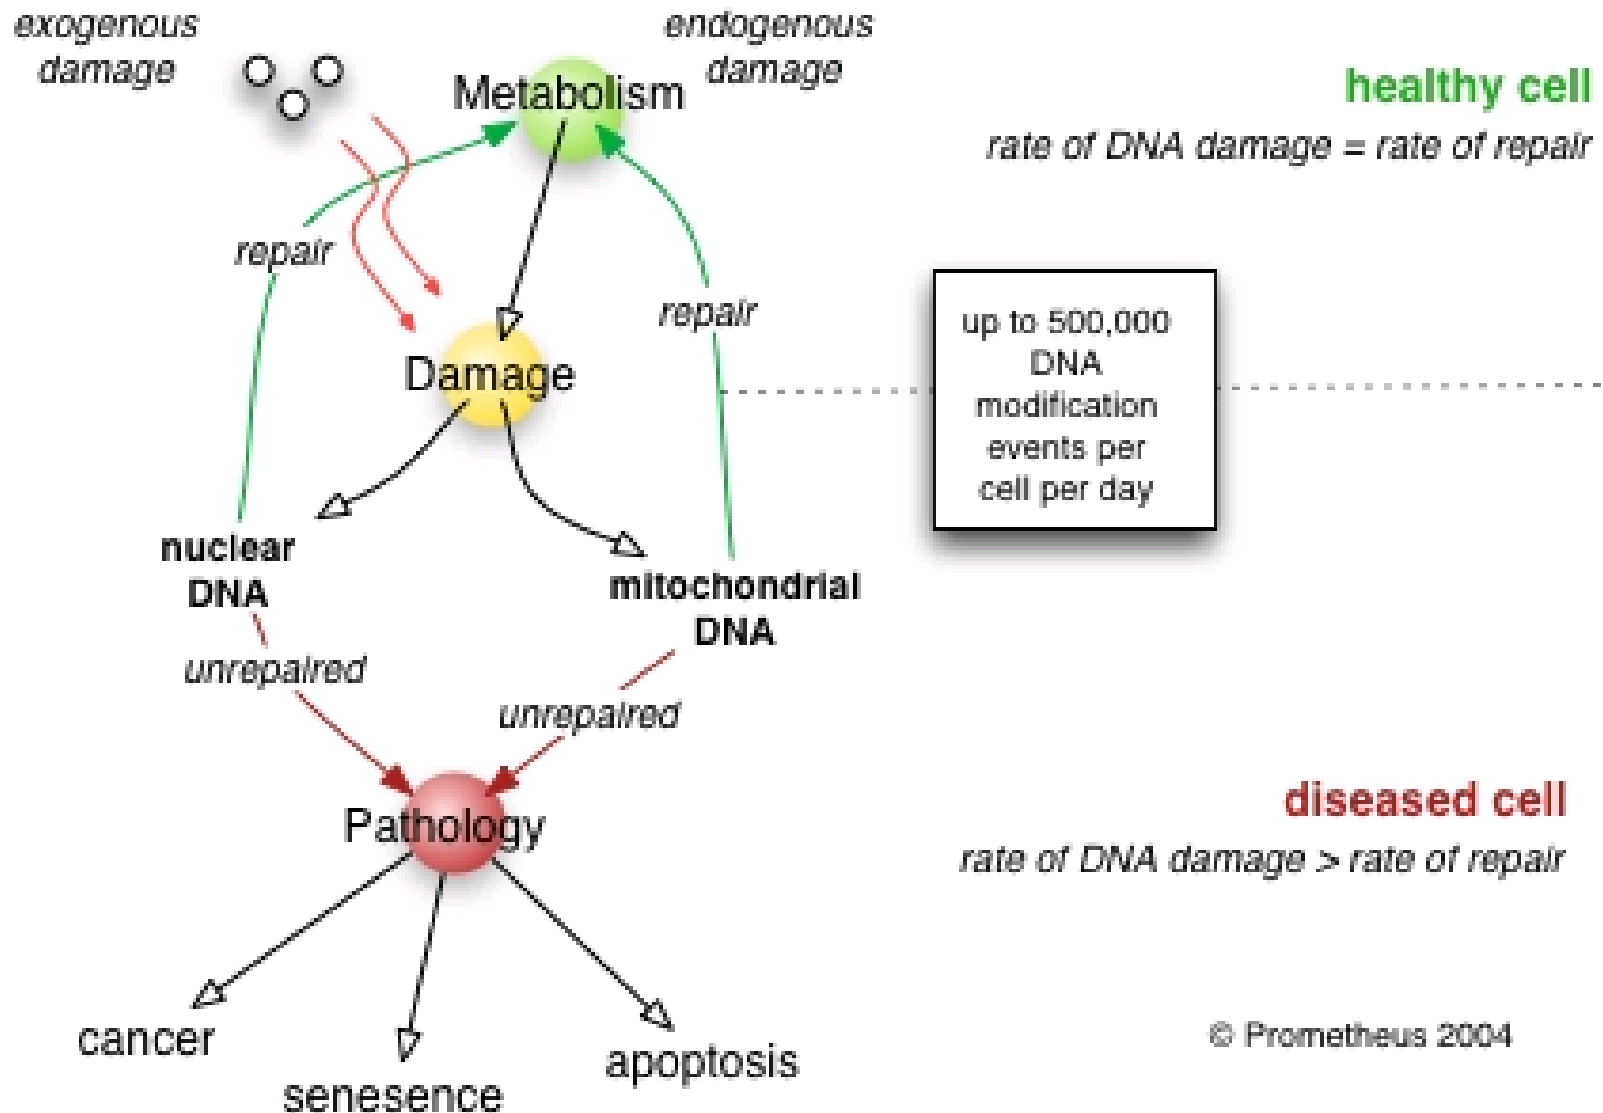 exogenous
damage
endogenous
damage
Metabolism
healthy cell
rate of DNA damage = rate of repair
repair
repair
up to 500,000
DNA
modification
events per
cell per day
Damage
nuclear
DNA
mitochondrial
DNA
unrepaired
unrepaired
Pathology
diseased cell
rate of DNA damage > rate of repair
cancer
senesence
apoptosis
© Prometheus 2004